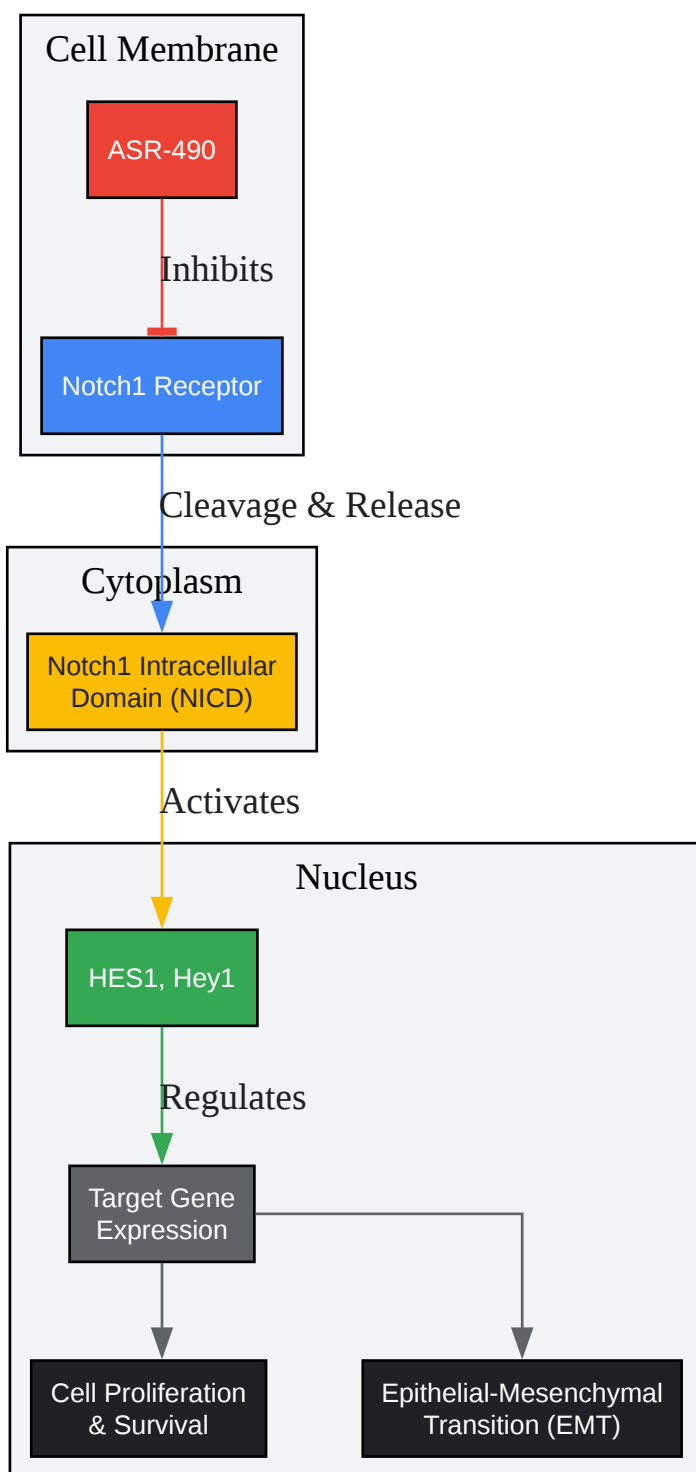 Cell Membrane
ASR-490
Inhibits
Notch1 Receptor
Cleavage & Release
Cytoplasm
Notch1 Intracellular
Domain (NICD)
Activates
Nucleus
HES1, Hey1
Regulates
Target Gene
Expression
Cell Proliferation
& Survival
Epithelial-Mesenchymal
Transition (EMT)